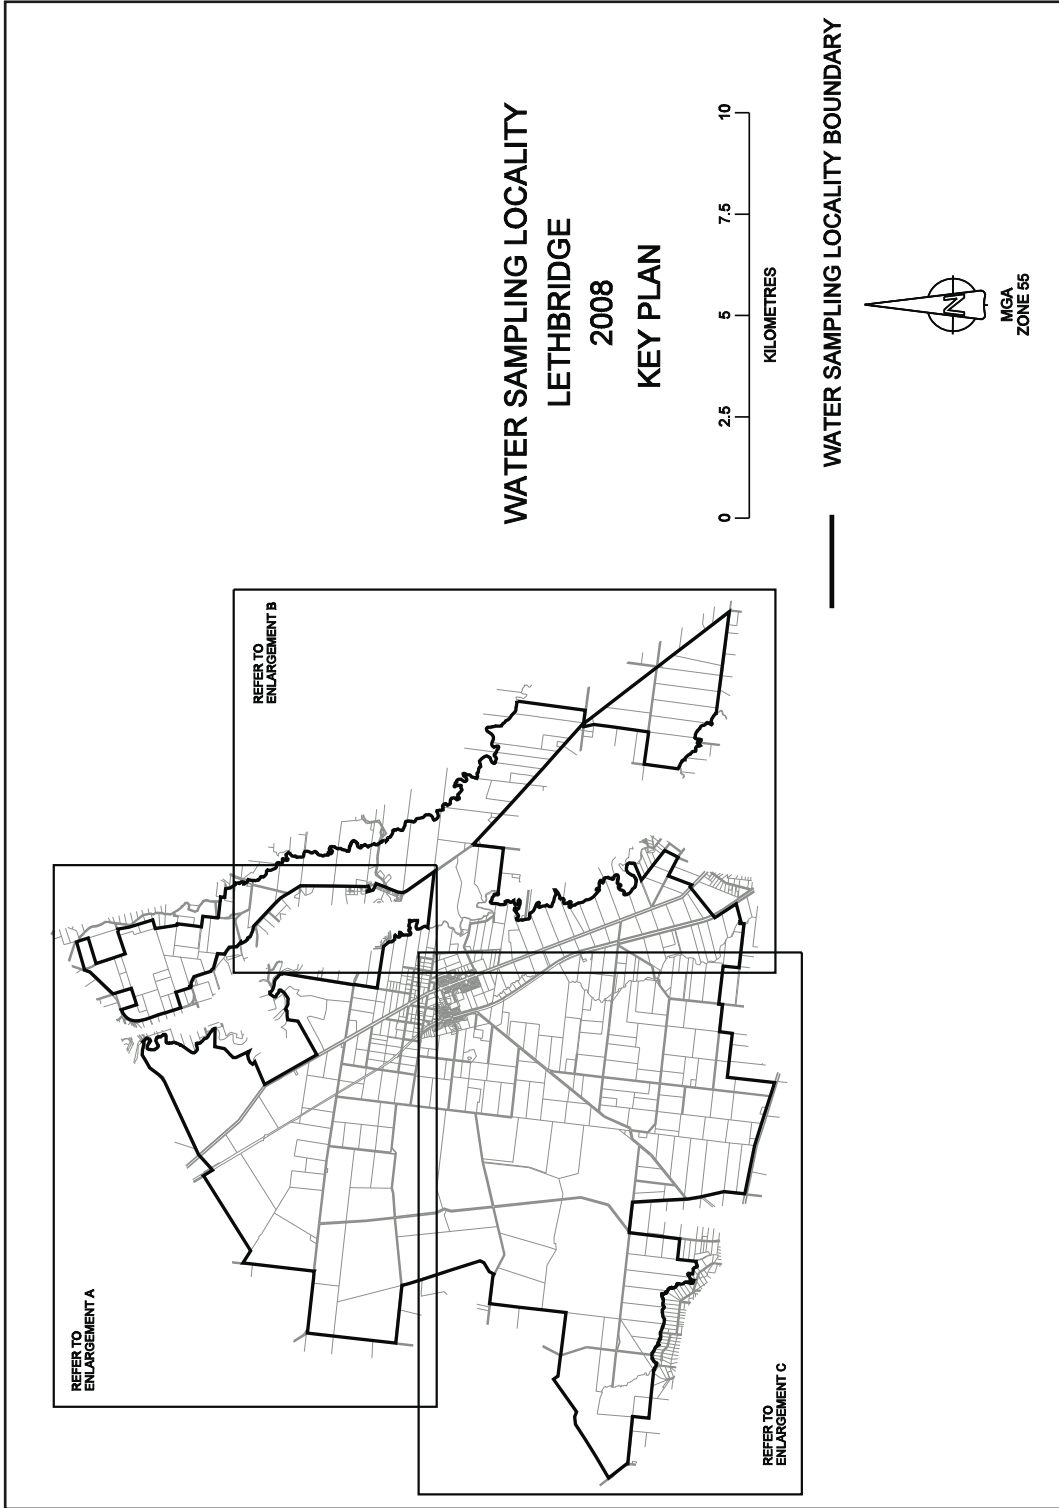 WATER SAMPLING LOCALITY
LETHBRIDGE
2008
KEY PLAN
0
2.5
5
7.5
10
KILOMETRES
WATER SAMPLING LOCALITY BOUNDARY
N
MGA
ZONE 55
REFER TO
ENLARGEMENT A
REFER TO
ENLARGEMENT B
REFER TO
ENLARGEMENT C